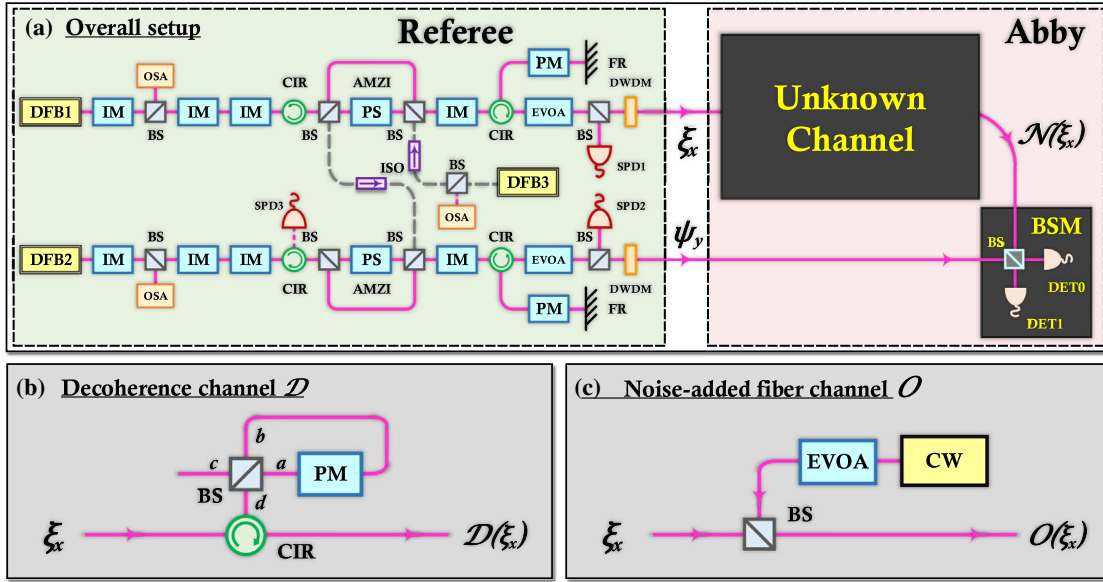 (a) Overall setup
Referee
Abby
OSA
CIR
AMZI
PM
FR
DFB1
IM
BS
IM
IM
BS
PS
BS
IM
CIR
EVOA
BS
DWDM
ξx
SPD1
Unknown
Channel
N(ξx)
ISO
BS
DFB3
OSA
SPD3
SPD2
DFB2
IM
BS
IM
IM
CIR
BS
PS
BS
IM
CIR
EVOA
BS
DWDM
ψy
OSA
AMZI
PM
FR
BSM
BS
DET0
DET1
(b) Decoherence channel D
b
c
a
PM
BS
d
ξx
CIR
D(ξx)
(c) Noise-added fiber channel O
EVOA
CW
BS
ξx
O(ξx)